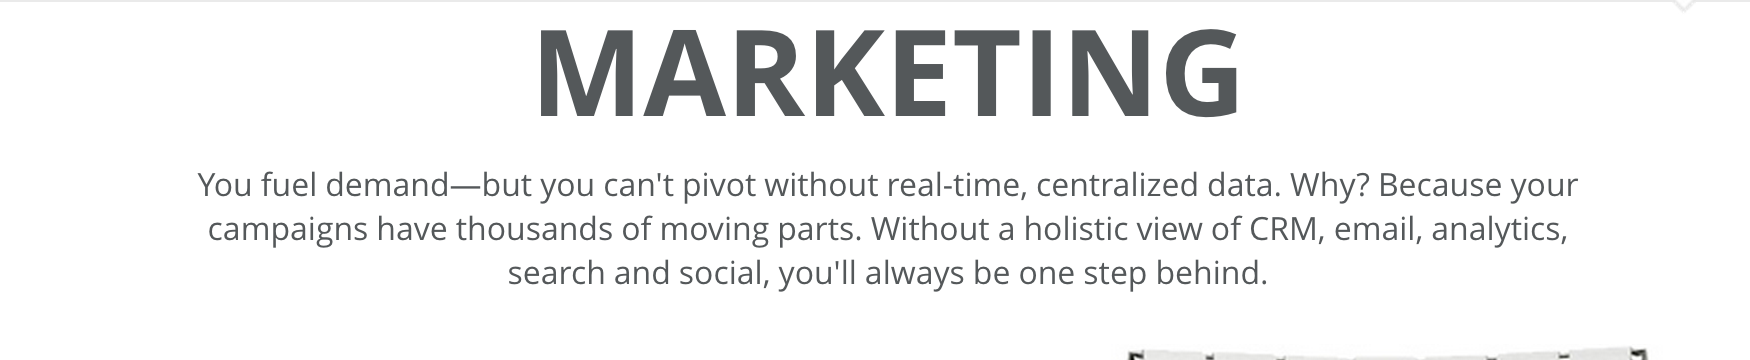 MARKETING
You fuel demand—but you can't pivot without real-time, centralized data. Why? Because your
campaigns have thousands of moving parts. Without a holistic view of CRM, email, analytics,
search and social, you'll always be one step behind.